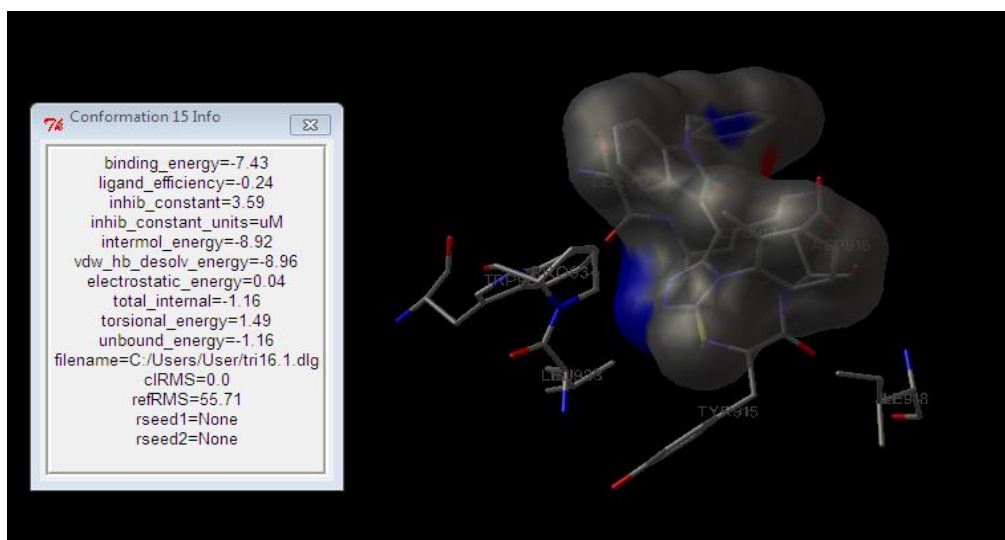 Conformation 15 Info
binding_energy=-7.43
ligand_efficiency=-0.24
inhib_constant=3.59
inhib_constant_units=uM
intermol_energy=-8.92
vdw_hb_desolv_energy=-8.96
electrostatic_energy=0.04
total_internal=-1.16
torsional_energy=1.49
unbound_energy=-1.16
filename=C:/Users/User/tri16.1.dlg
clRMS=0.0
refRMS=55.71
rseed1=None
rseed2=None
TYR915